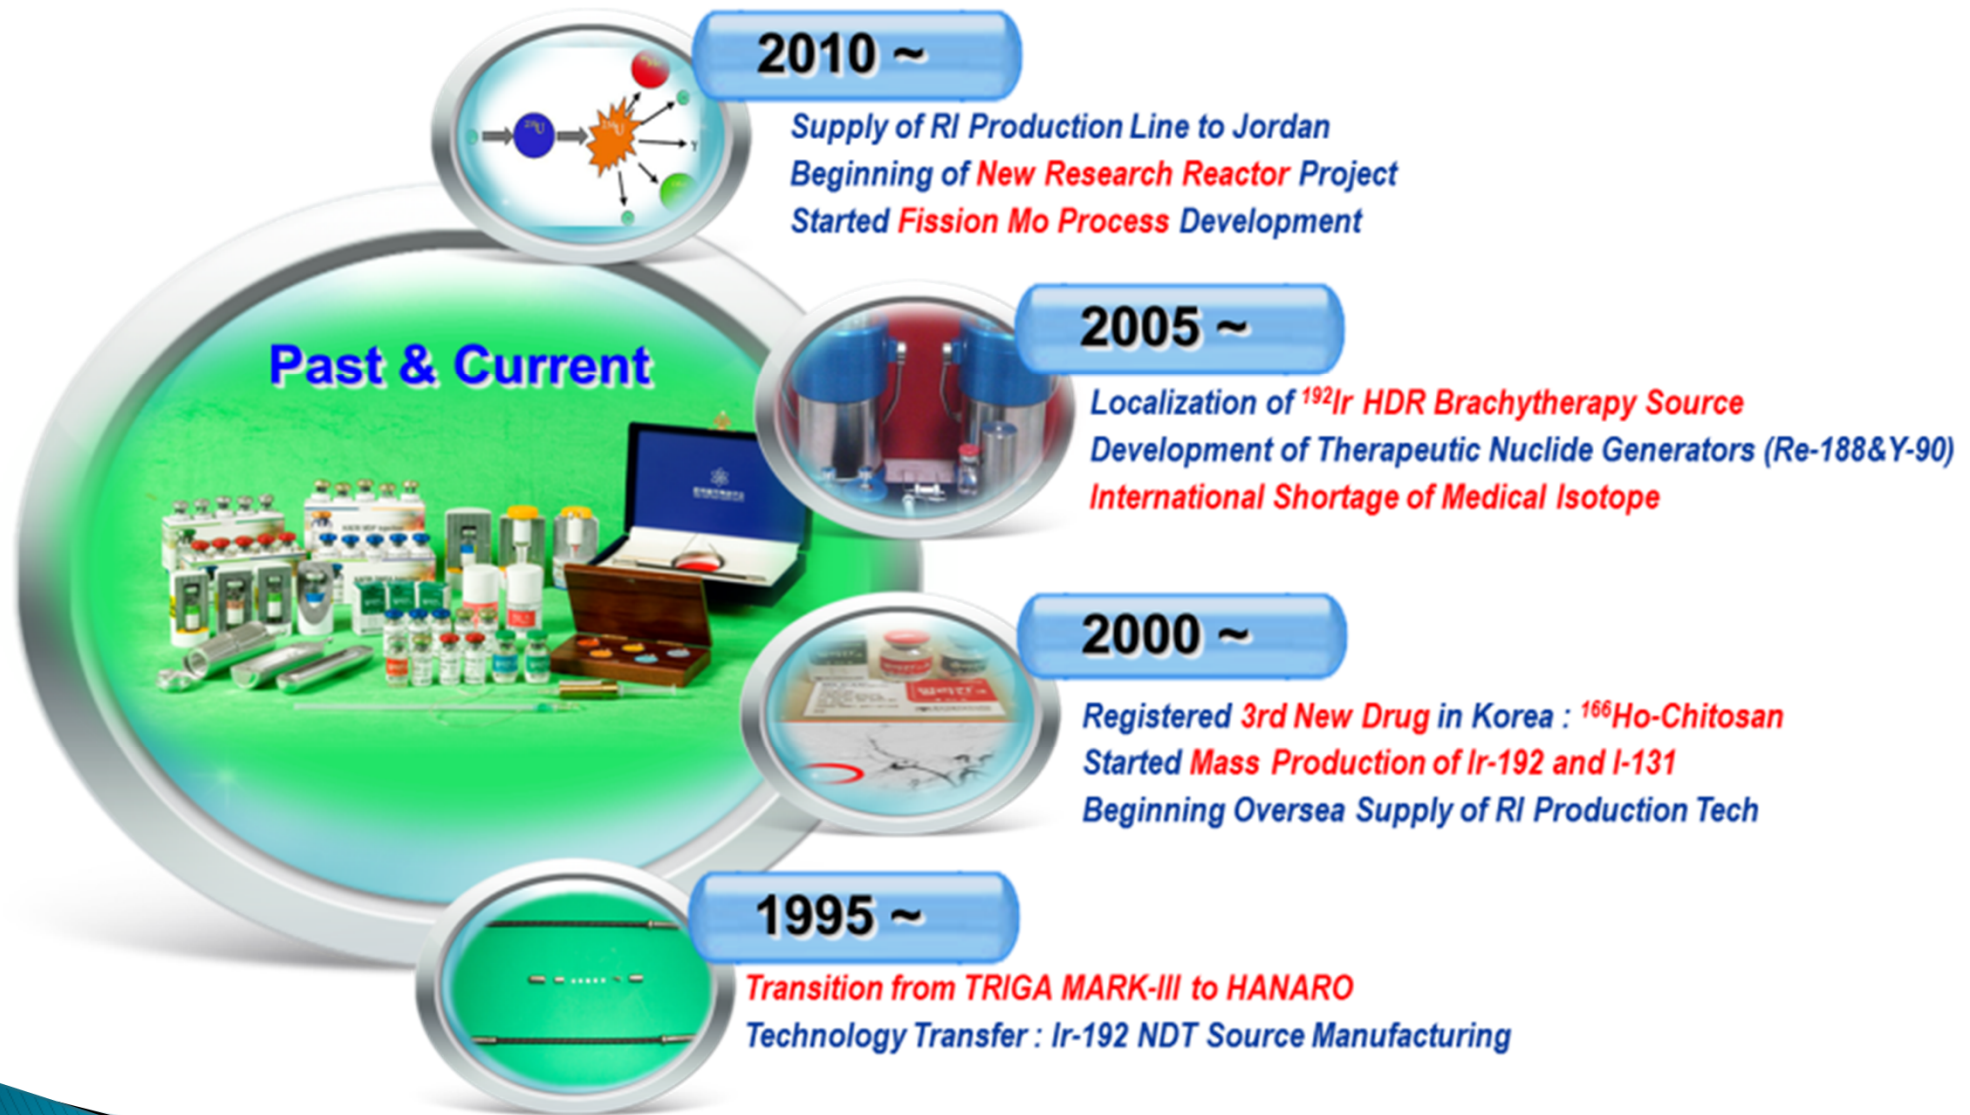 2010 ~
Supply of RI Production Line to Jordan
Beginning of New Research Reactor Project
Started Fission Mo Process Development
γ
Past & Current
2005 ~
Localization of ¹⁹²Ir HDR Brachytherapy Source
Development of Therapeutic Nuclide Generators (Re-188&Y-90)
International Shortage of Medical Isotope
2000 ~
Registered 3rd New Drug in Korea : ¹⁶⁶Ho-Chitosan
Started Mass Production of Ir-192 and I-131
Beginning Oversea Supply of RI Production Tech
1995 ~
Transition from TRIGA MARK-III to HANARO
Technology Transfer : Ir-192 NDT Source Manufacturing